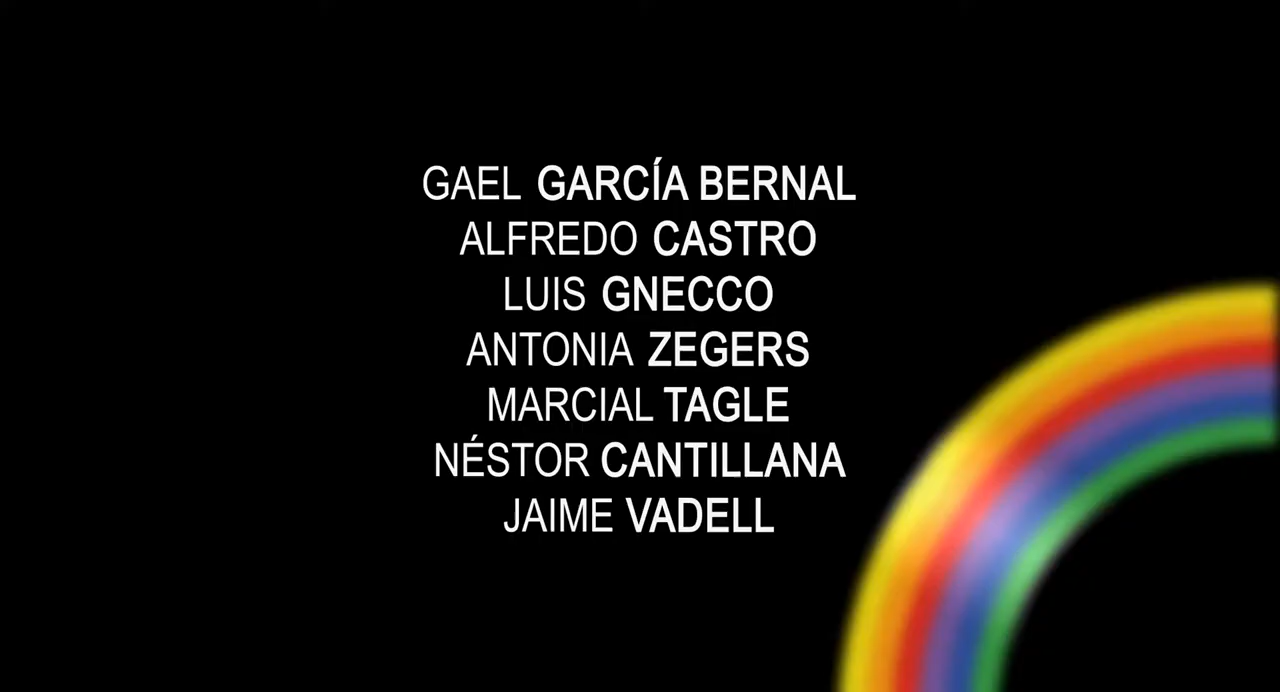 GAEL GARCÍA BERNAL
ALFREDO CASTRO
LUIS GNECCO
ANTONIA ZEGERS
MARCIAL TAGLE
NÉSTOR CANTILLANA
JAIME VADELL